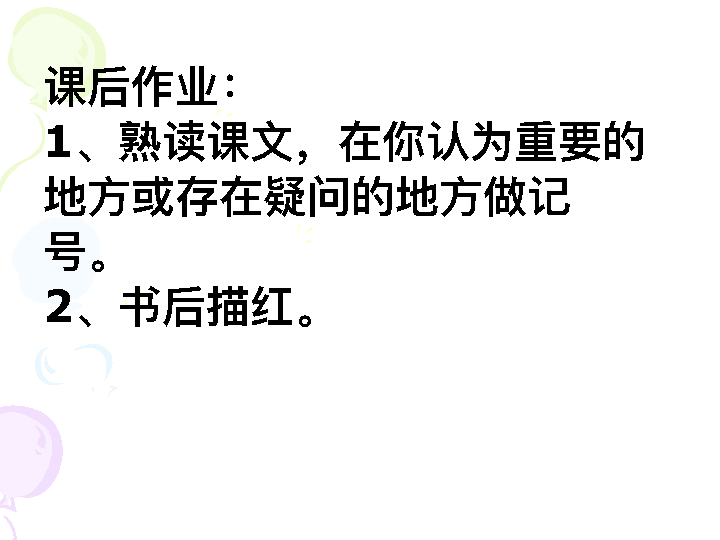 课后作业：
1、熟读课文，在你认为重要的
地方或存在疑问的地方做记
号。
2、书后描红。